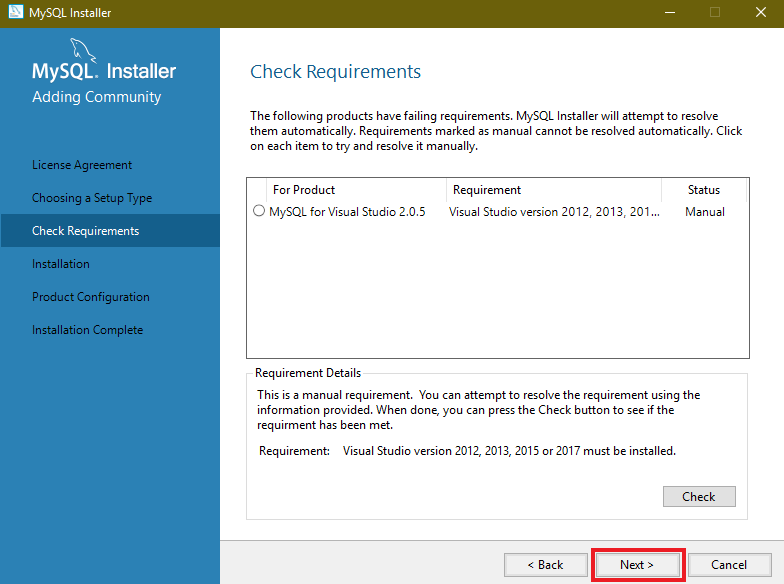 MySQL Installer
MySQL. Installer
Adding Community
License Agreement
Choosing a Setup Type
Check Requirements
Installation
Product Configuration
Installation Complete
Check Requirements
The following products have failing requirements. MySQL Installer will attempt to resolve
them automatically. Requirements marked as manual cannot be resolved automatically. Click
on each item to try and resolve it manually.
For Product Requirement Status
MySQL for Visual Studio 2.0.5 Visual Studio version 2012, 2013, 201... Manual
Requirement Details
This is a manual requirement. You can attempt to resolve the requirement using the
information provided. When done, you can press the Check button to see if the
requirment has been met.
Requirement: Visual Studio version 2012, 2013, 2015 or 2017 must be installed.
Check
< Back Next > Cancel